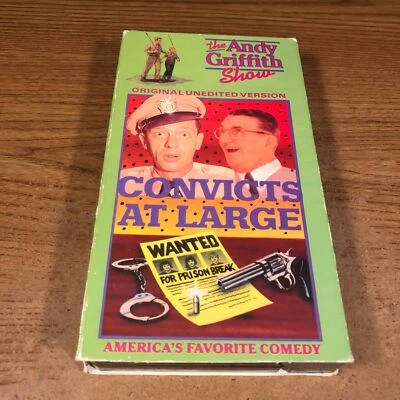 the Andy
Griffith
Show
ORIGINAL UNEDITED VERSION
CONVICTS
AT LARGE
WANTED
FOR PRISON BREAK
AMERICA'S FAVORITE COMEDY